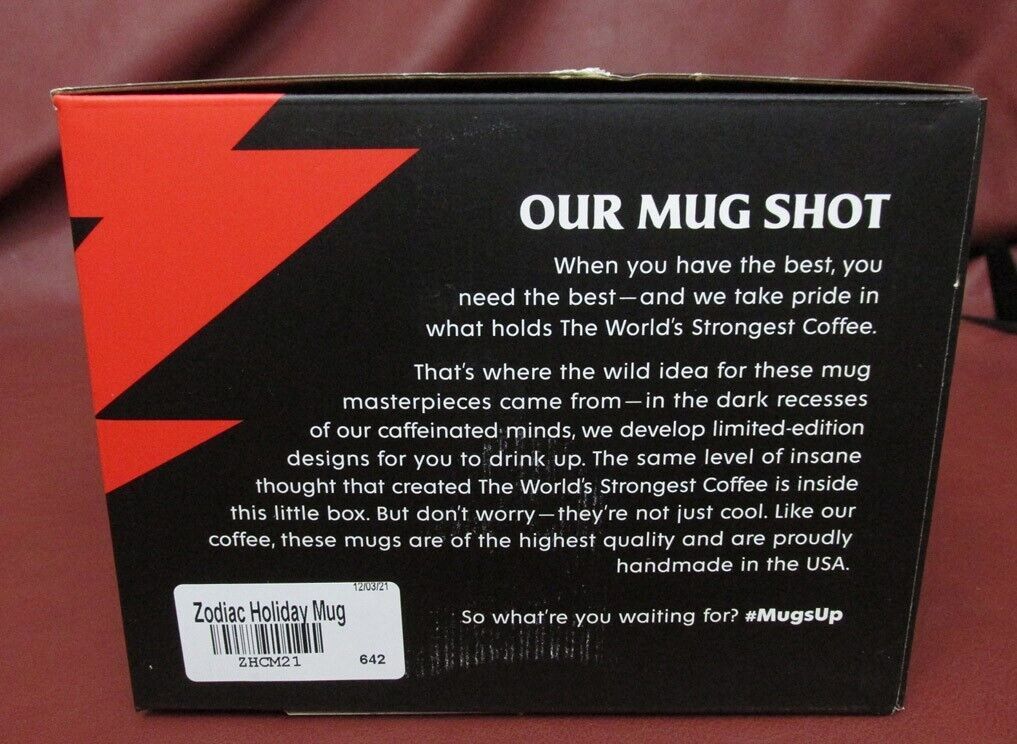 OUR MUG SHOT
When you have the best, you
need the best—and we take pride in
what holds The World's Strongest Coffee.
That's where the wild idea for these mug
masterpieces came from—in the dark recesses
of our caffeinated minds, we develop limited-edition
designs for you to drink up. The same level of insane
thought that created The World's Strongest Coffee is inside
this little box. But don't worry—they're not just cool. Like our
coffee, these mugs are of the highest quality and are proudly
handmade in the USA.
So what're you waiting for? #MugsUp
12/03/21
Zodiac Holiday Mug
ZHCM21
642